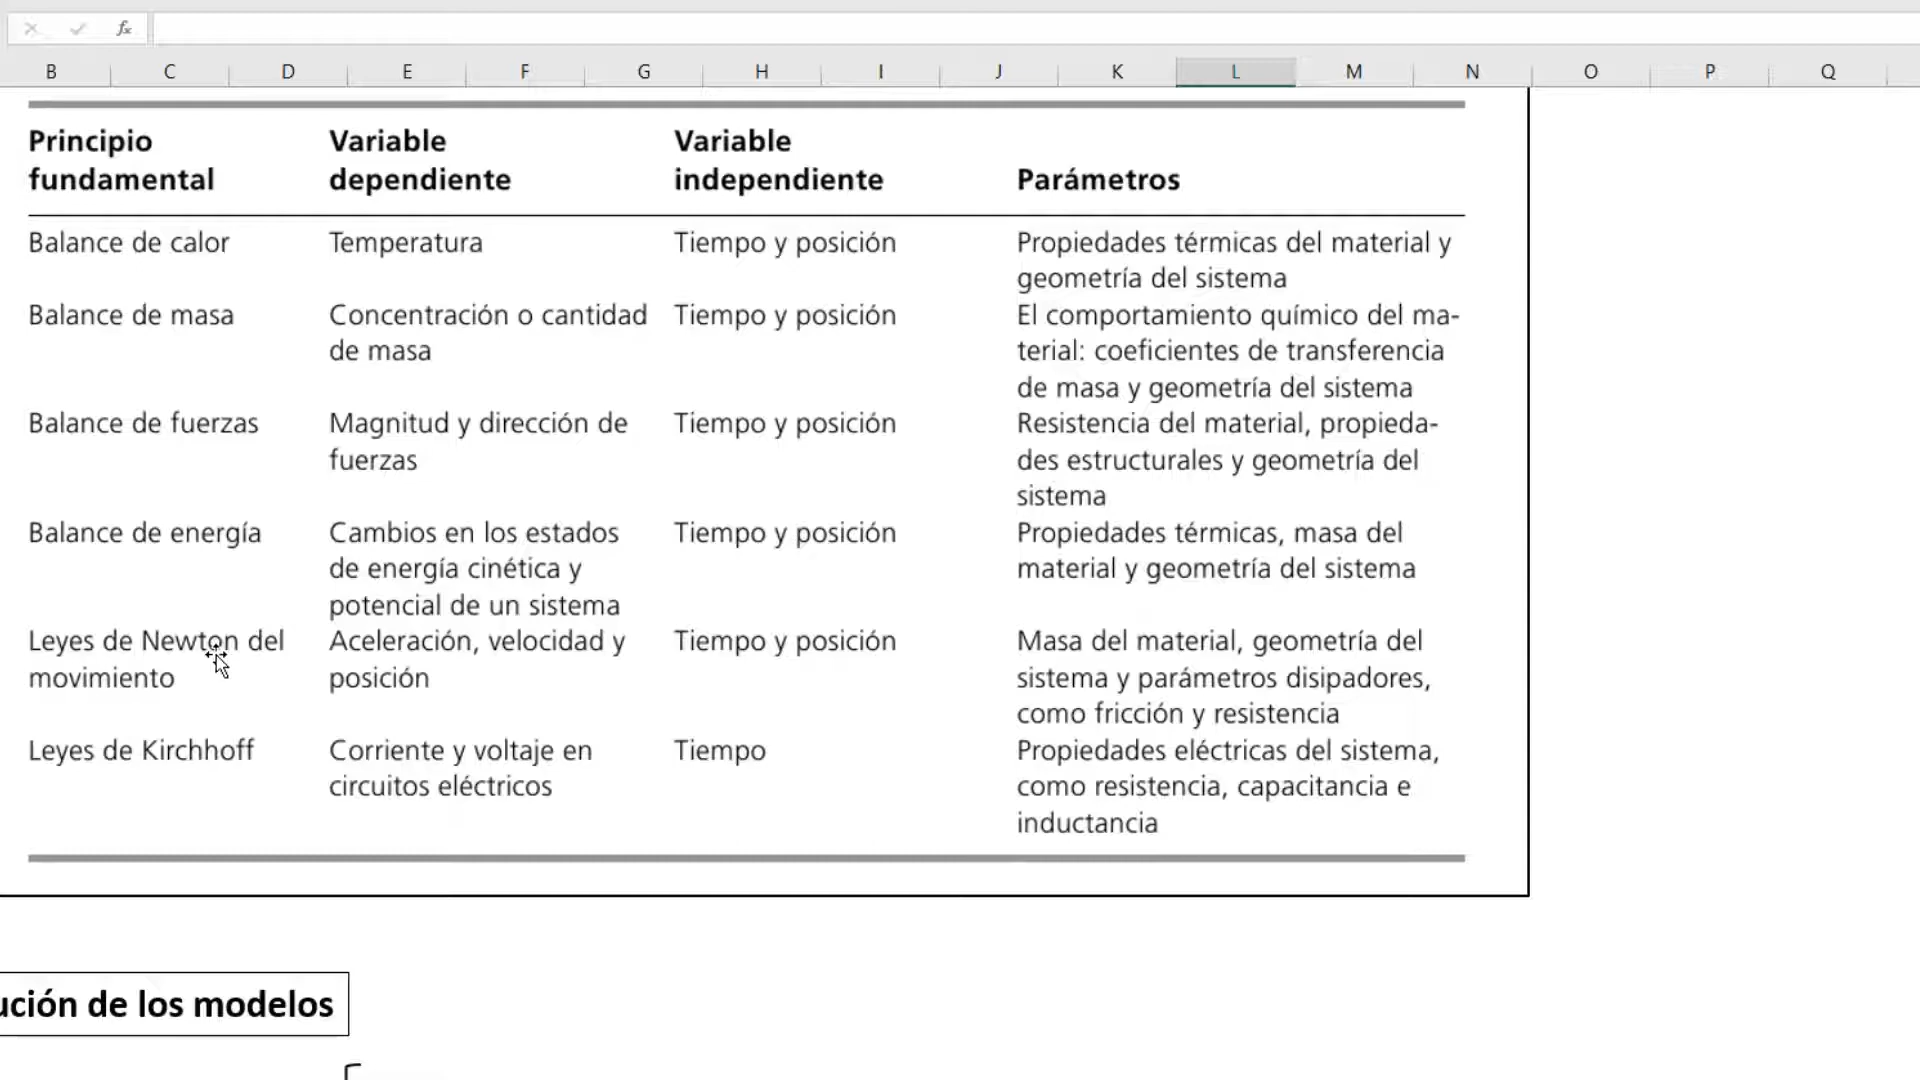 fx
B C D E F G H I J K L M N O P Q
Principio fundamental
Variable dependiente
Variable independiente
Parámetros
Balance de calor
Temperatura
Tiempo y posición
Propiedades térmicas del material y
geometría del sistema
Balance de masa
Concentración o cantidad
de masa
Tiempo y posición
El comportamiento químico del ma-
terial: coeficientes de transferencia
de masa y geometría del sistema
Balance de fuerzas
Magnitud y dirección de
fuerzas
Tiempo y posición
Resistencia del material, propieda-
des estructurales y geometría del
sistema
Balance de energía
Cambios en los estados
de energía cinética y
potencial de un sistema
Tiempo y posición
Propiedades térmicas, masa del
material y geometría del sistema
Leyes de Newton del
movimiento
Aceleración, velocidad y
posición
Tiempo y posición
Masa del material, geometría del
sistema y parámetros disipadores,
como fricción y resistencia
Leyes de Kirchhoff
Corriente y voltaje en
circuitos eléctricos
Tiempo
Propiedades eléctricas del sistema,
como resistencia, capacitancia e
inductancia
ución de los modelos